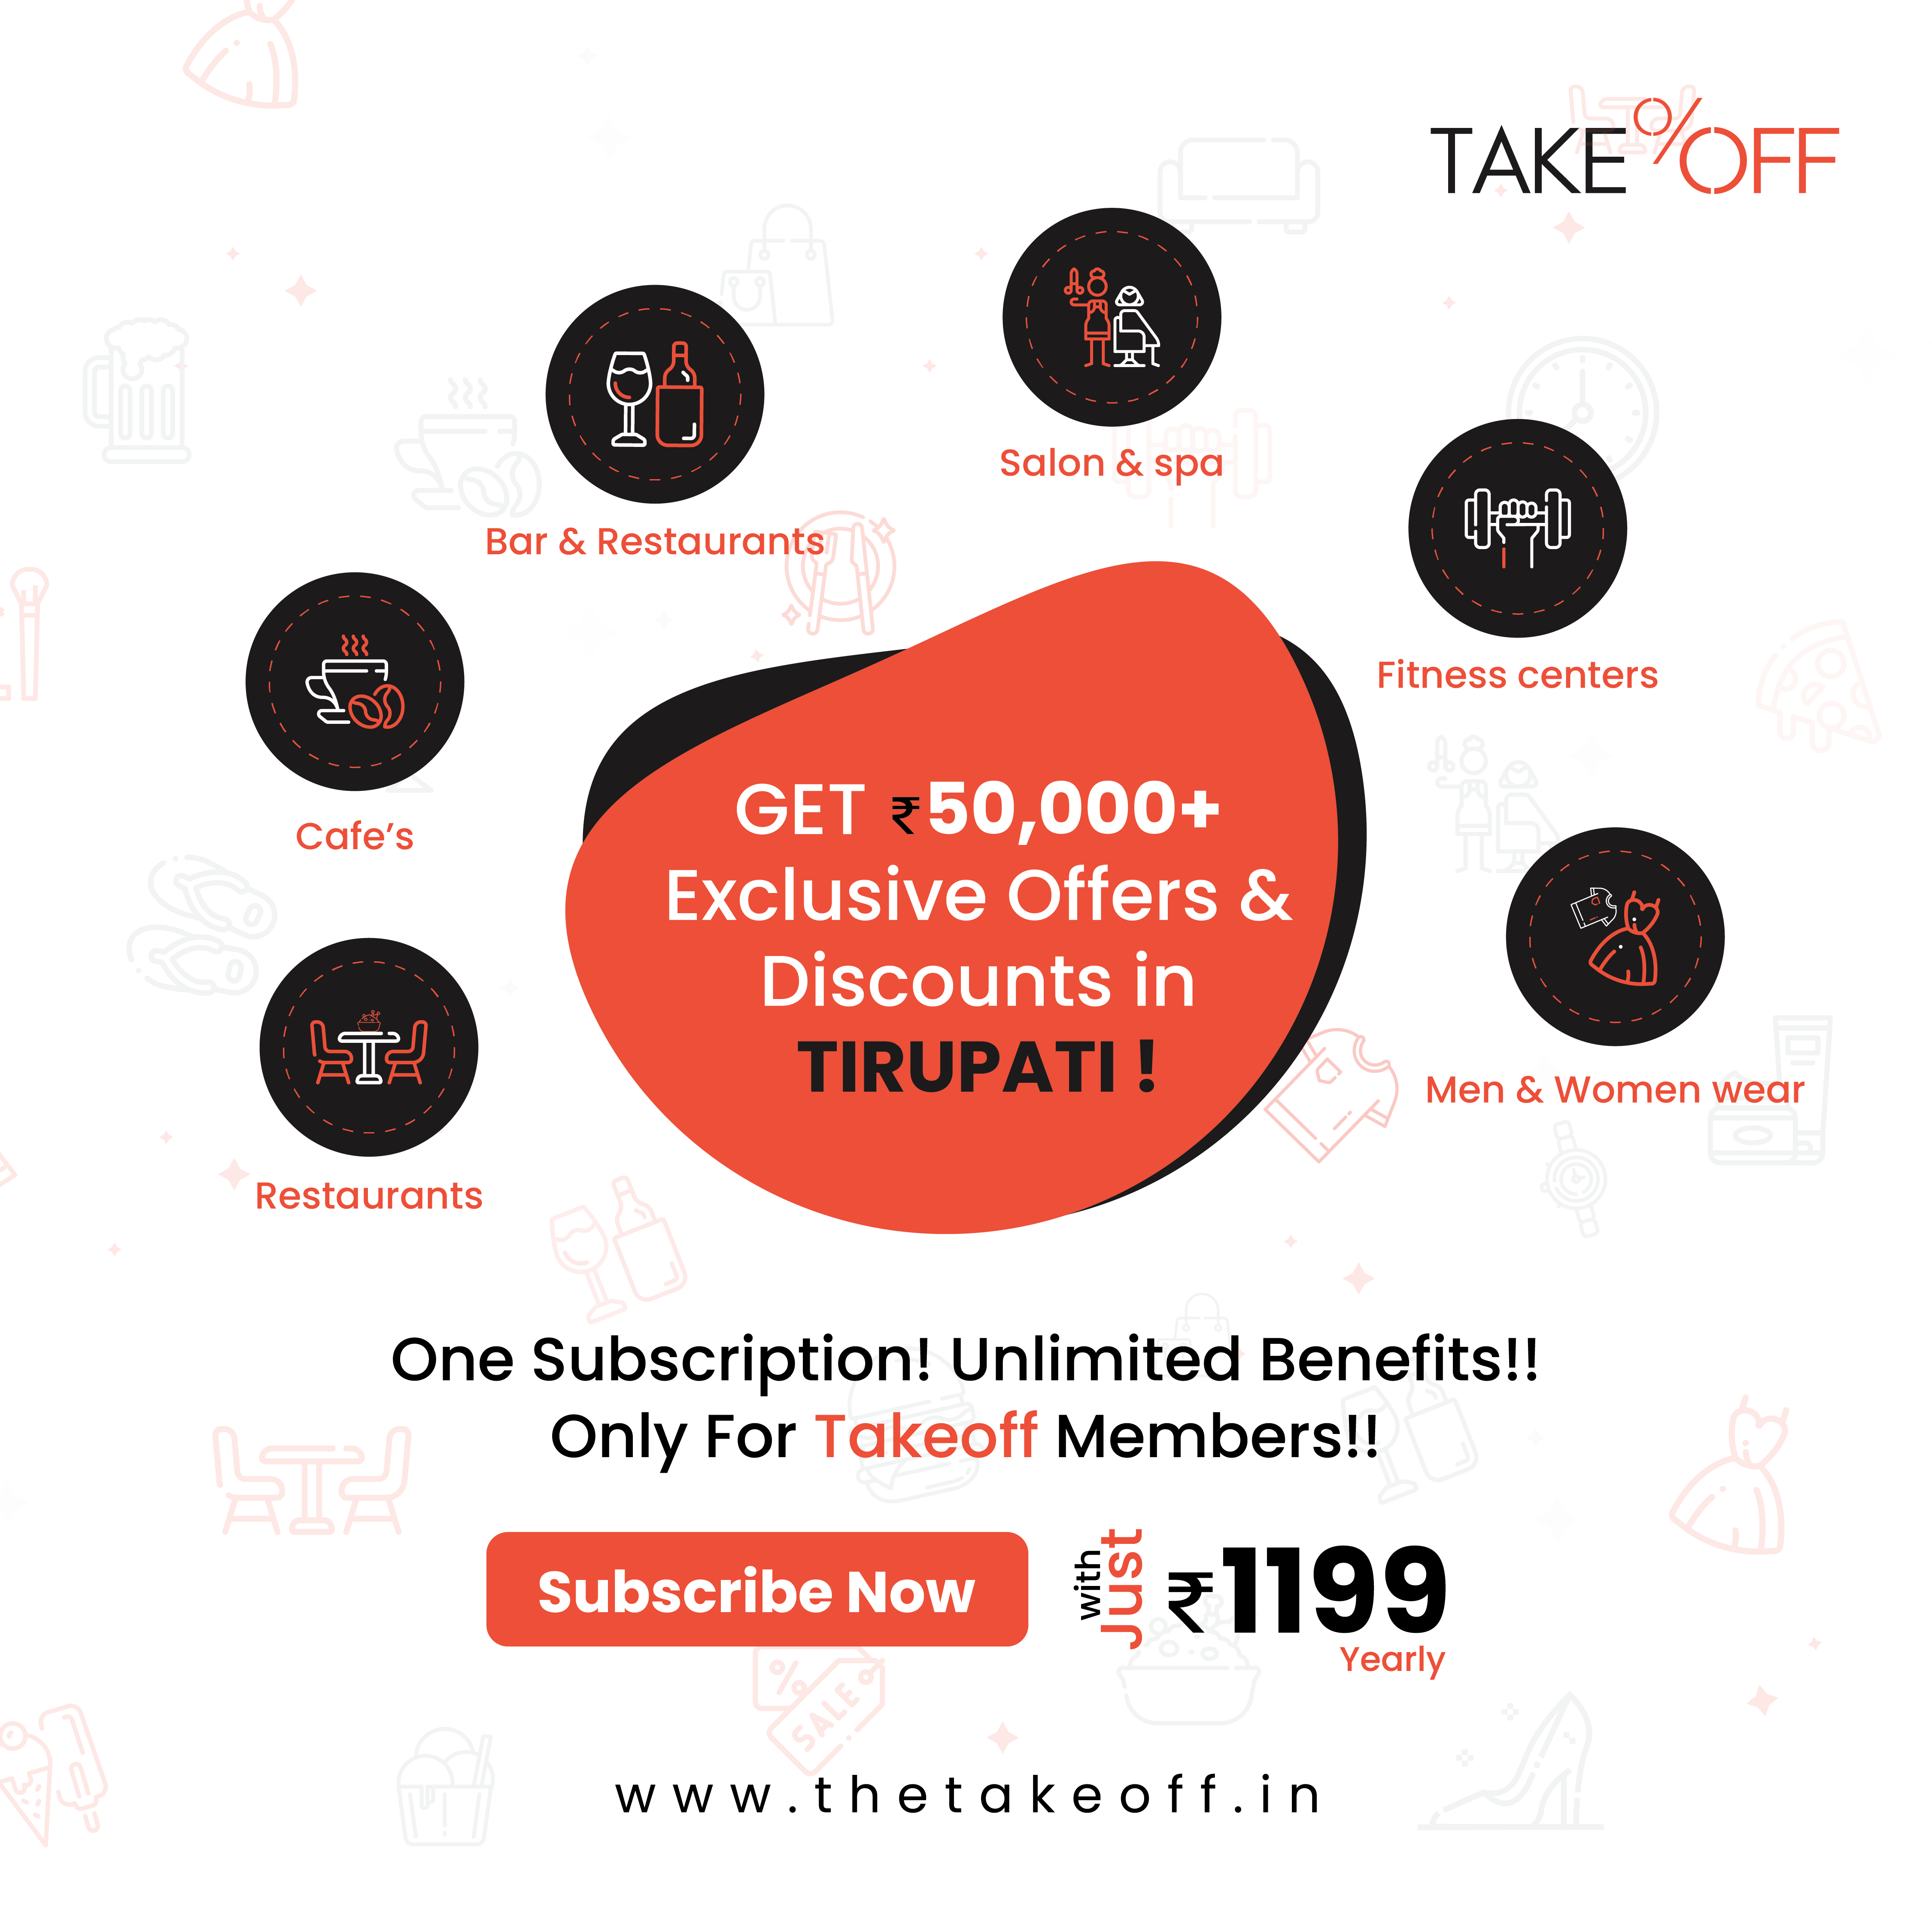 TAKE%OFF
Salon & spa
Bar & Restaurants
Fitness centers
Cafe’s
Men & Women wear
Restaurants
GET ₹50,000+
Exclusive Offers &
Discounts in
TIRUPATI !
One Subscription! Unlimited Benefits!!
Only For Takeoff Members!!
Subscribe Now
with
Just
₹1199
Yearly
% SALE
www.thetakeoff.in